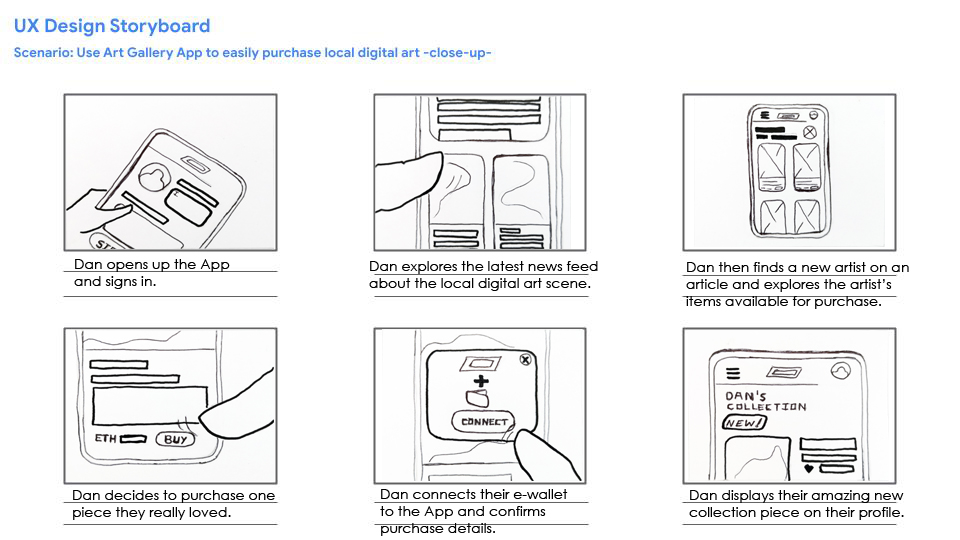 UX Design Storyboard
Scenario: Use Art Gallery App to easily purchase local digital art -close-up-
Dan opens up the App
and signs in.
Dan explores the latest news feed
about the local digital art scene.
Dan then finds a new artist on an
article and explores the artist's
items available for purchase.
ETH
BUY
Dan decides to purchase one
piece they really loved.
+
CONNECT
Dan connects their e-wallet
to the App and confirms
purchase details.
DAN'S
COLLECTION
NEW!
Dan displays their amazing new
collection piece on their profile.